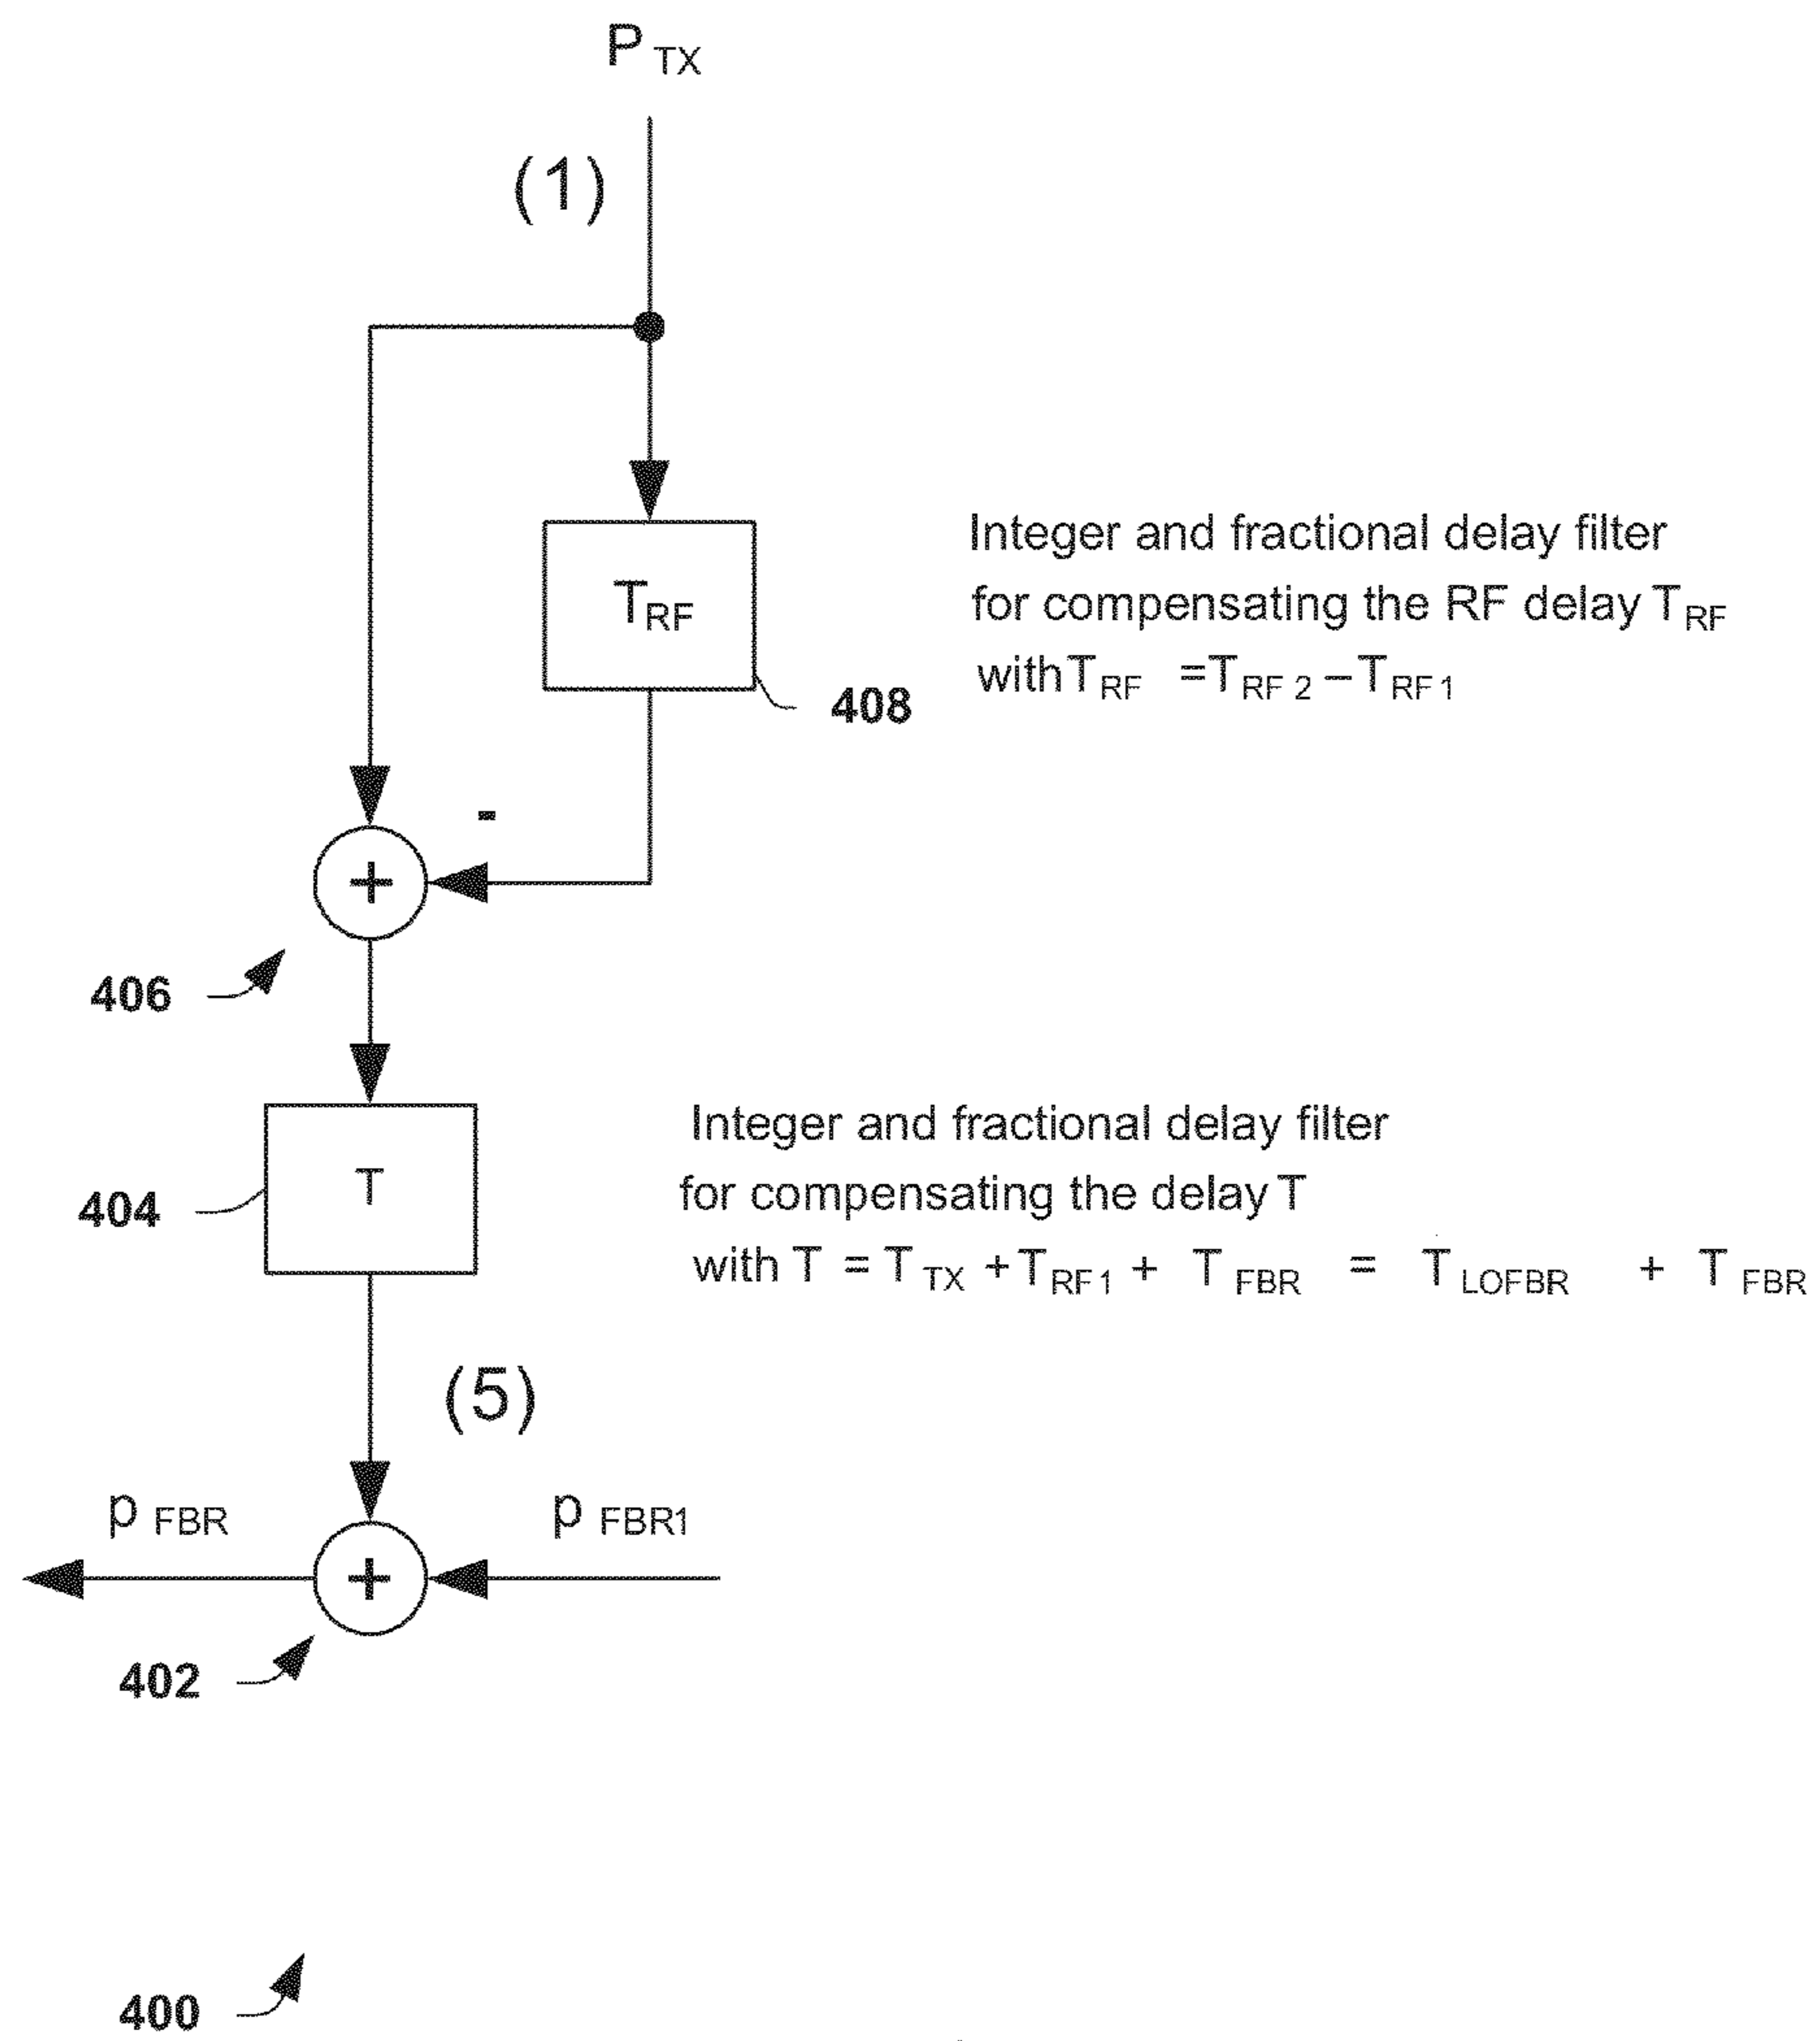 P TX
(1)
T RF
Integer and fractional delay filter
for compensating the RF delay T RF
with T RF = T RF 2 – T RF 1
408
-
+
406
Integer and fractional delay filter
for compensating the delay T
with T = T TX + T RF 1 + T FBR = T LOFBR + T FBR
T
404
(5)
p FBR
p FBR1
+
402
400